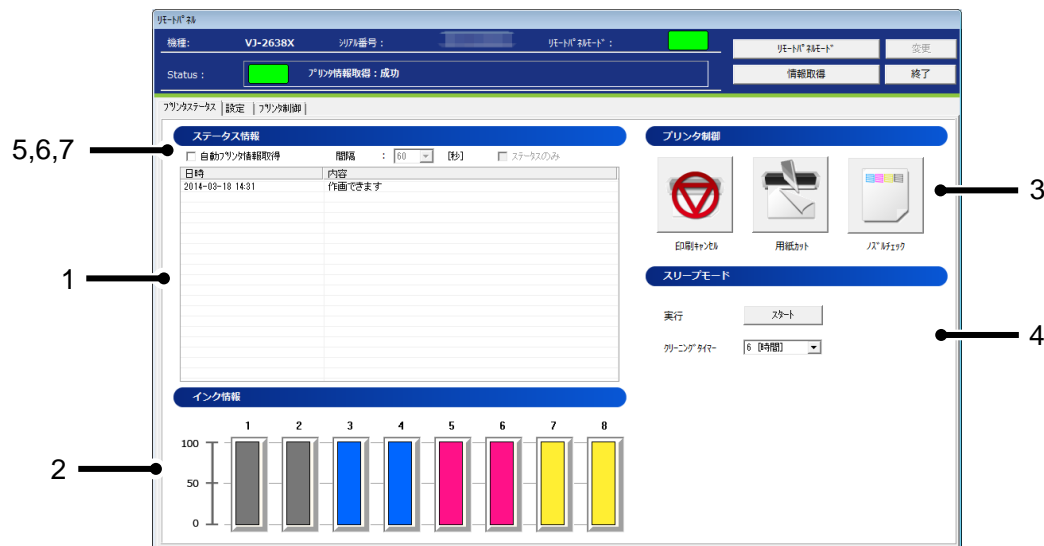 リモートパネル
機種: VJ-2638X シリアル番号: リモートパネルモード:
リモートパネルモード 変更
Status : プリンタ情報取得:成功
情報取得 終了
プリンタステータス 設定 プリンタ制御
ステータス情報
5,6,7
自動プリンタ情報取得 間隔 : 60 [秒] ステータスのみ
日時 内容
2014-03-18 14:31 作画できます
1
プリンタ制御
3
印刷キャンセル 用紙カット ノズルチェック
スリープモード
実行 スタート
4
クリーニングタイマー 6 [時間]
インク情報
1 2 3 4 5 6 7 8
100
2
50
0